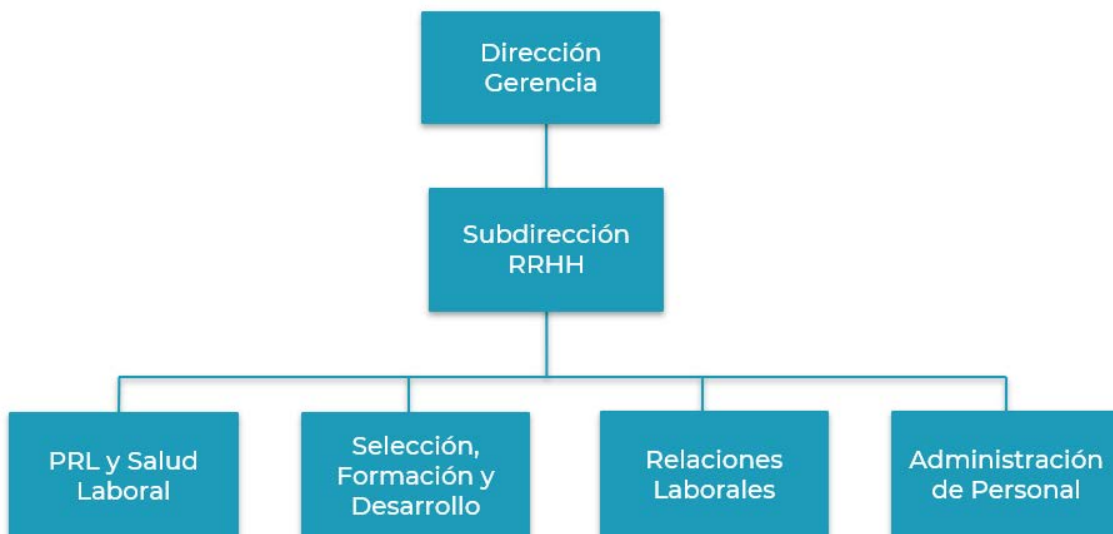 Dirección
Gerencia
Subdirección
RRHH
PRL y Salud
Laboral
Selección,
Formación y
Desarrollo
Relaciones
Laborales
Administración
de Personal